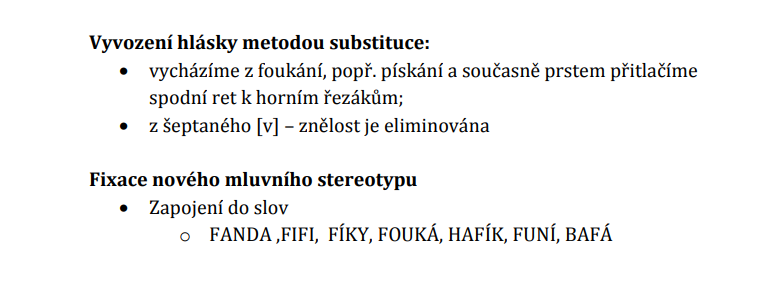 Vyvození hlásky metodou substituce:
• vycházíme z foukání, popř. pískání a současně prstem přitlačíme
spodní ret k horním řezákům;
• z šeptaného [v] – znělost je eliminována
Fixace nového mluvního stereotypu
• Zapojení do slov
o FANDA ,FIFI, FÍKY, FOUKÁ, HAFÍK, FUNÍ, BAFÁ